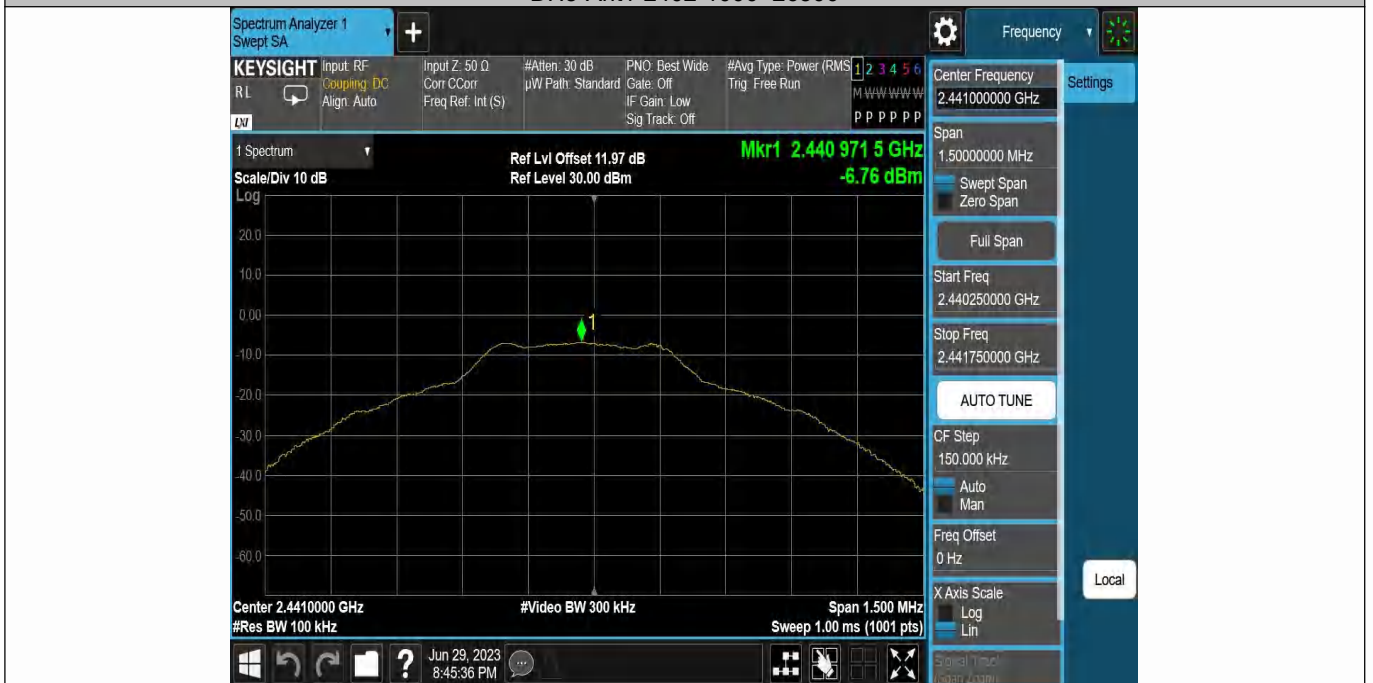 Spectrum Analyzer 1
Swept SA
+
Frequency
KEYSIGHT
RL
LXI
Input: RF
Coupling: DC
Align: Auto
Input Z: 50 Ω
Corr CCorr
Freq Ref: Int (S)
#Atten: 30 dB
µW Path: Standard
PNO: Best Wide
Gate: Off
IF Gain: Low
Sig Track: Off
#Avg Type: Power (RMS
Trig: Free Run
1 2 3 4 5 6
M W W W W W
P P P P P P
Center Frequency
2.441000000 GHz
Settings
Span
1.50000000 MHz
Swept Span
Zero Span
Full Span
Start Freq
2.440250000 GHz
Stop Freq
2.441750000 GHz
AUTO TUNE
CF Step
150.000 kHz
Auto
Man
Freq Offset
0 Hz
X Axis Scale
Log
Lin
Local
1 Spectrum
Scale/Div 10 dB
Ref Lvl Offset 11.97 dB
Ref Level 30.00 dBm
Mkr1 2.440 971 5 GHz
-6.76 dBm
Log
20.0
10.0
0.00
-10.0
-20.0
-30.0
-40.0
-50.0
-60.0
1
Center 2.4410000 GHz
#Video BW 300 kHz
Span 1.500 MHz
#Res BW 100 kHz
Sweep 1.00 ms (1001 pts)
?
Jun 29, 2023
8:45:36 PM